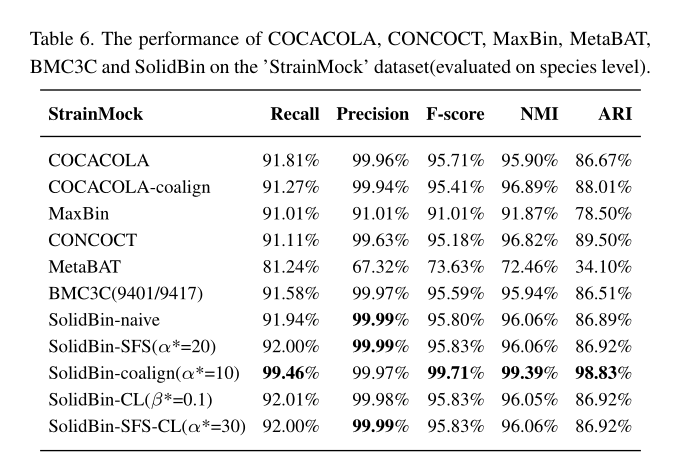 Table 6. The performance of COCACOLA, CONCOCT, MaxBin, MetaBAT,
BMC3C and SolidBin on the 'StrainMock' dataset(evaluated on species level).
StrainMock Recall Precision F-score NMI ARI
COCACOLA 91.81% 99.96% 95.71% 95.90% 86.67%
COCACOLA-coalign 91.27% 99.94% 95.41% 96.89% 88.01%
MaxBin 91.01% 91.01% 91.01% 91.87% 78.50%
CONCOCT 91.11% 99.63% 95.18% 96.82% 89.50%
MetaBAT 81.24% 67.32% 73.63% 72.46% 34.10%
BMC3C(9401/9417) 91.58% 99.97% 95.59% 95.94% 86.51%
SolidBin-naive 91.94% 99.99% 95.80% 96.06% 86.89%
SolidBin-SFS(α*=20) 92.00% 99.99% 95.83% 96.06% 86.92%
SolidBin-coalign(α*=10) 99.46% 99.97% 99.71% 99.39% 98.83%
SolidBin-CL(β*=0.1) 92.01% 99.98% 95.83% 96.05% 86.92%
SolidBin-SFS-CL(α*=30) 92.00% 99.99% 95.83% 96.06% 86.92%